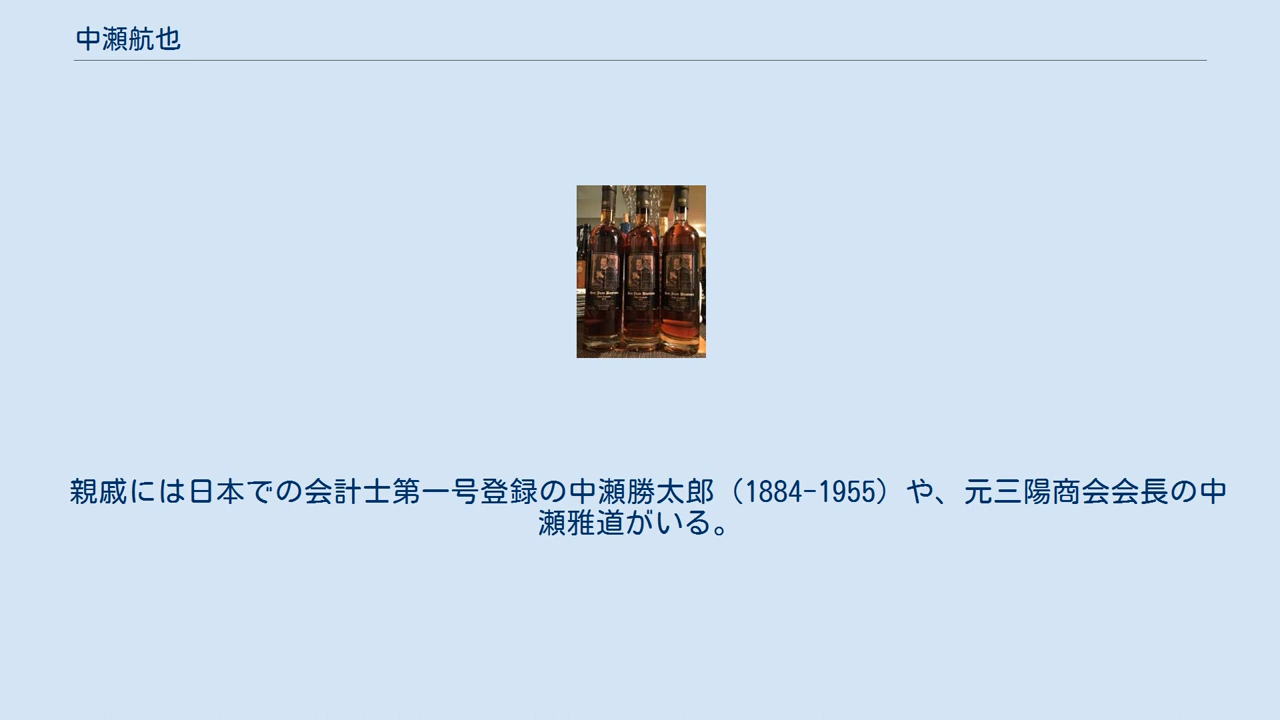 中瀬航也
親戚には日本での会計士第一号登録の中瀬勝太郎（1884-1955）や、元三陽商会会長の中
瀬雅道がいる。